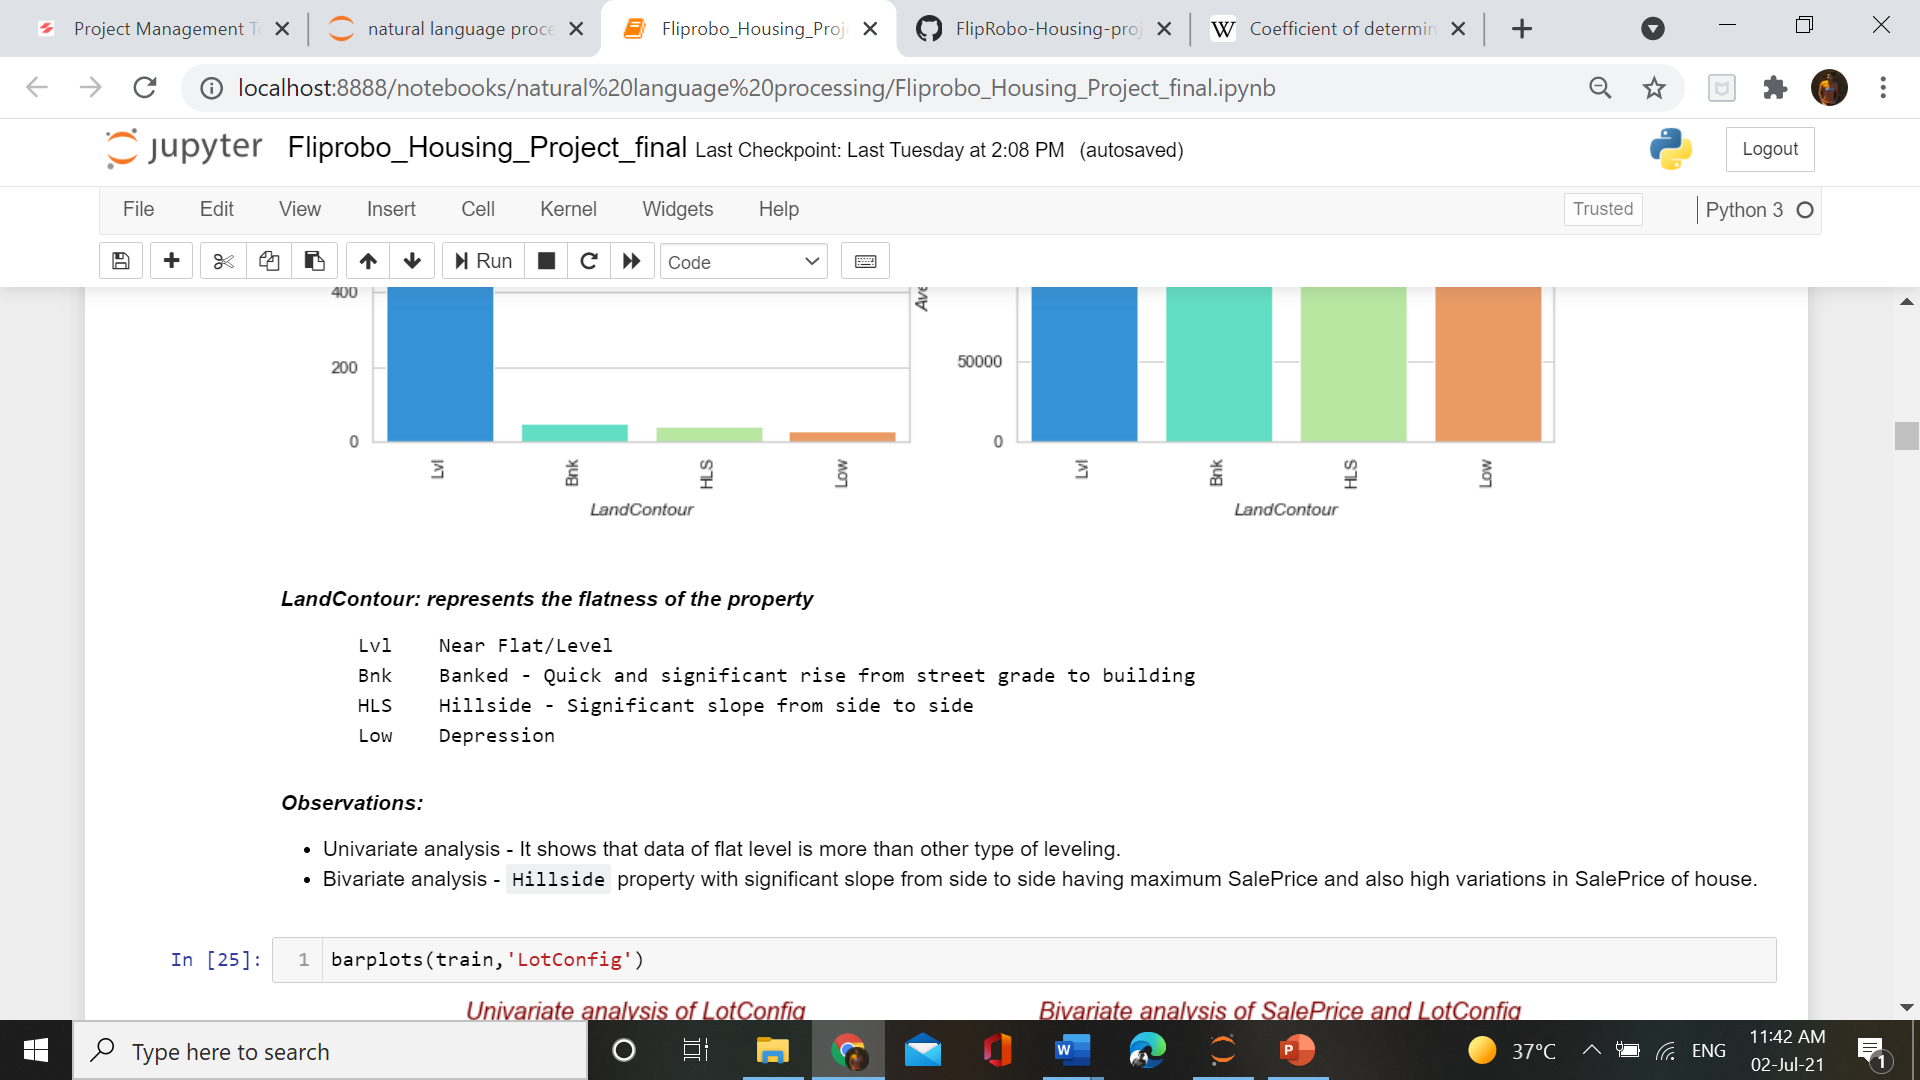 Project Management T
natural language proce
Fliprobo_Housing_Proj
FlipRobo-Housing-proj
W
Coefficient of determin
localhost:8888/notebooks/natural%20language%20processing/Fliprobo_Housing_Project_final.ipynb
jupyter Fliprobo_Housing_Project_final Last Checkpoint: Last Tuesday at 2:08 PM (autosaved)
Logout
File Edit View Insert Cell Kernel Widgets Help
Trusted Python 3
Run Code
400
200
0
Lvl Bnk HLS Low
LandContour
Ave
50000
0
Lvl Bnk HLS Low
LandContour
LandContour: represents the flatness of the property
Lvl Near Flat/Level
Bnk Banked - Quick and significant rise from street grade to building
HLS Hillside - Significant slope from side to side
Low Depression
Observations:
• Univariate analysis - It shows that data of flat level is more than other type of leveling.
• Bivariate analysis - Hillside property with significant slope from side to side having maximum SalePrice and also high variations in SalePrice of house.
In [25]: 1 barplots(train,'LotConfig')
Univariate analysis of LotConfig
Bivariate analysis of SalePrice and LotConfig
Type here to search
W
P
37°C
ENG
11:42 AM
02-Jul-21
1